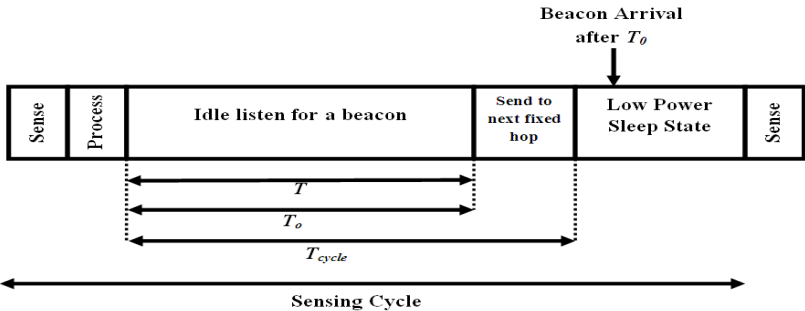 Beacon Arrival
after T0
Sense
Process
Idle listen for a beacon
Send to
next fixed
hop
Low Power
Sleep State
Sense
T
To
Tcycle
Sensing Cycle